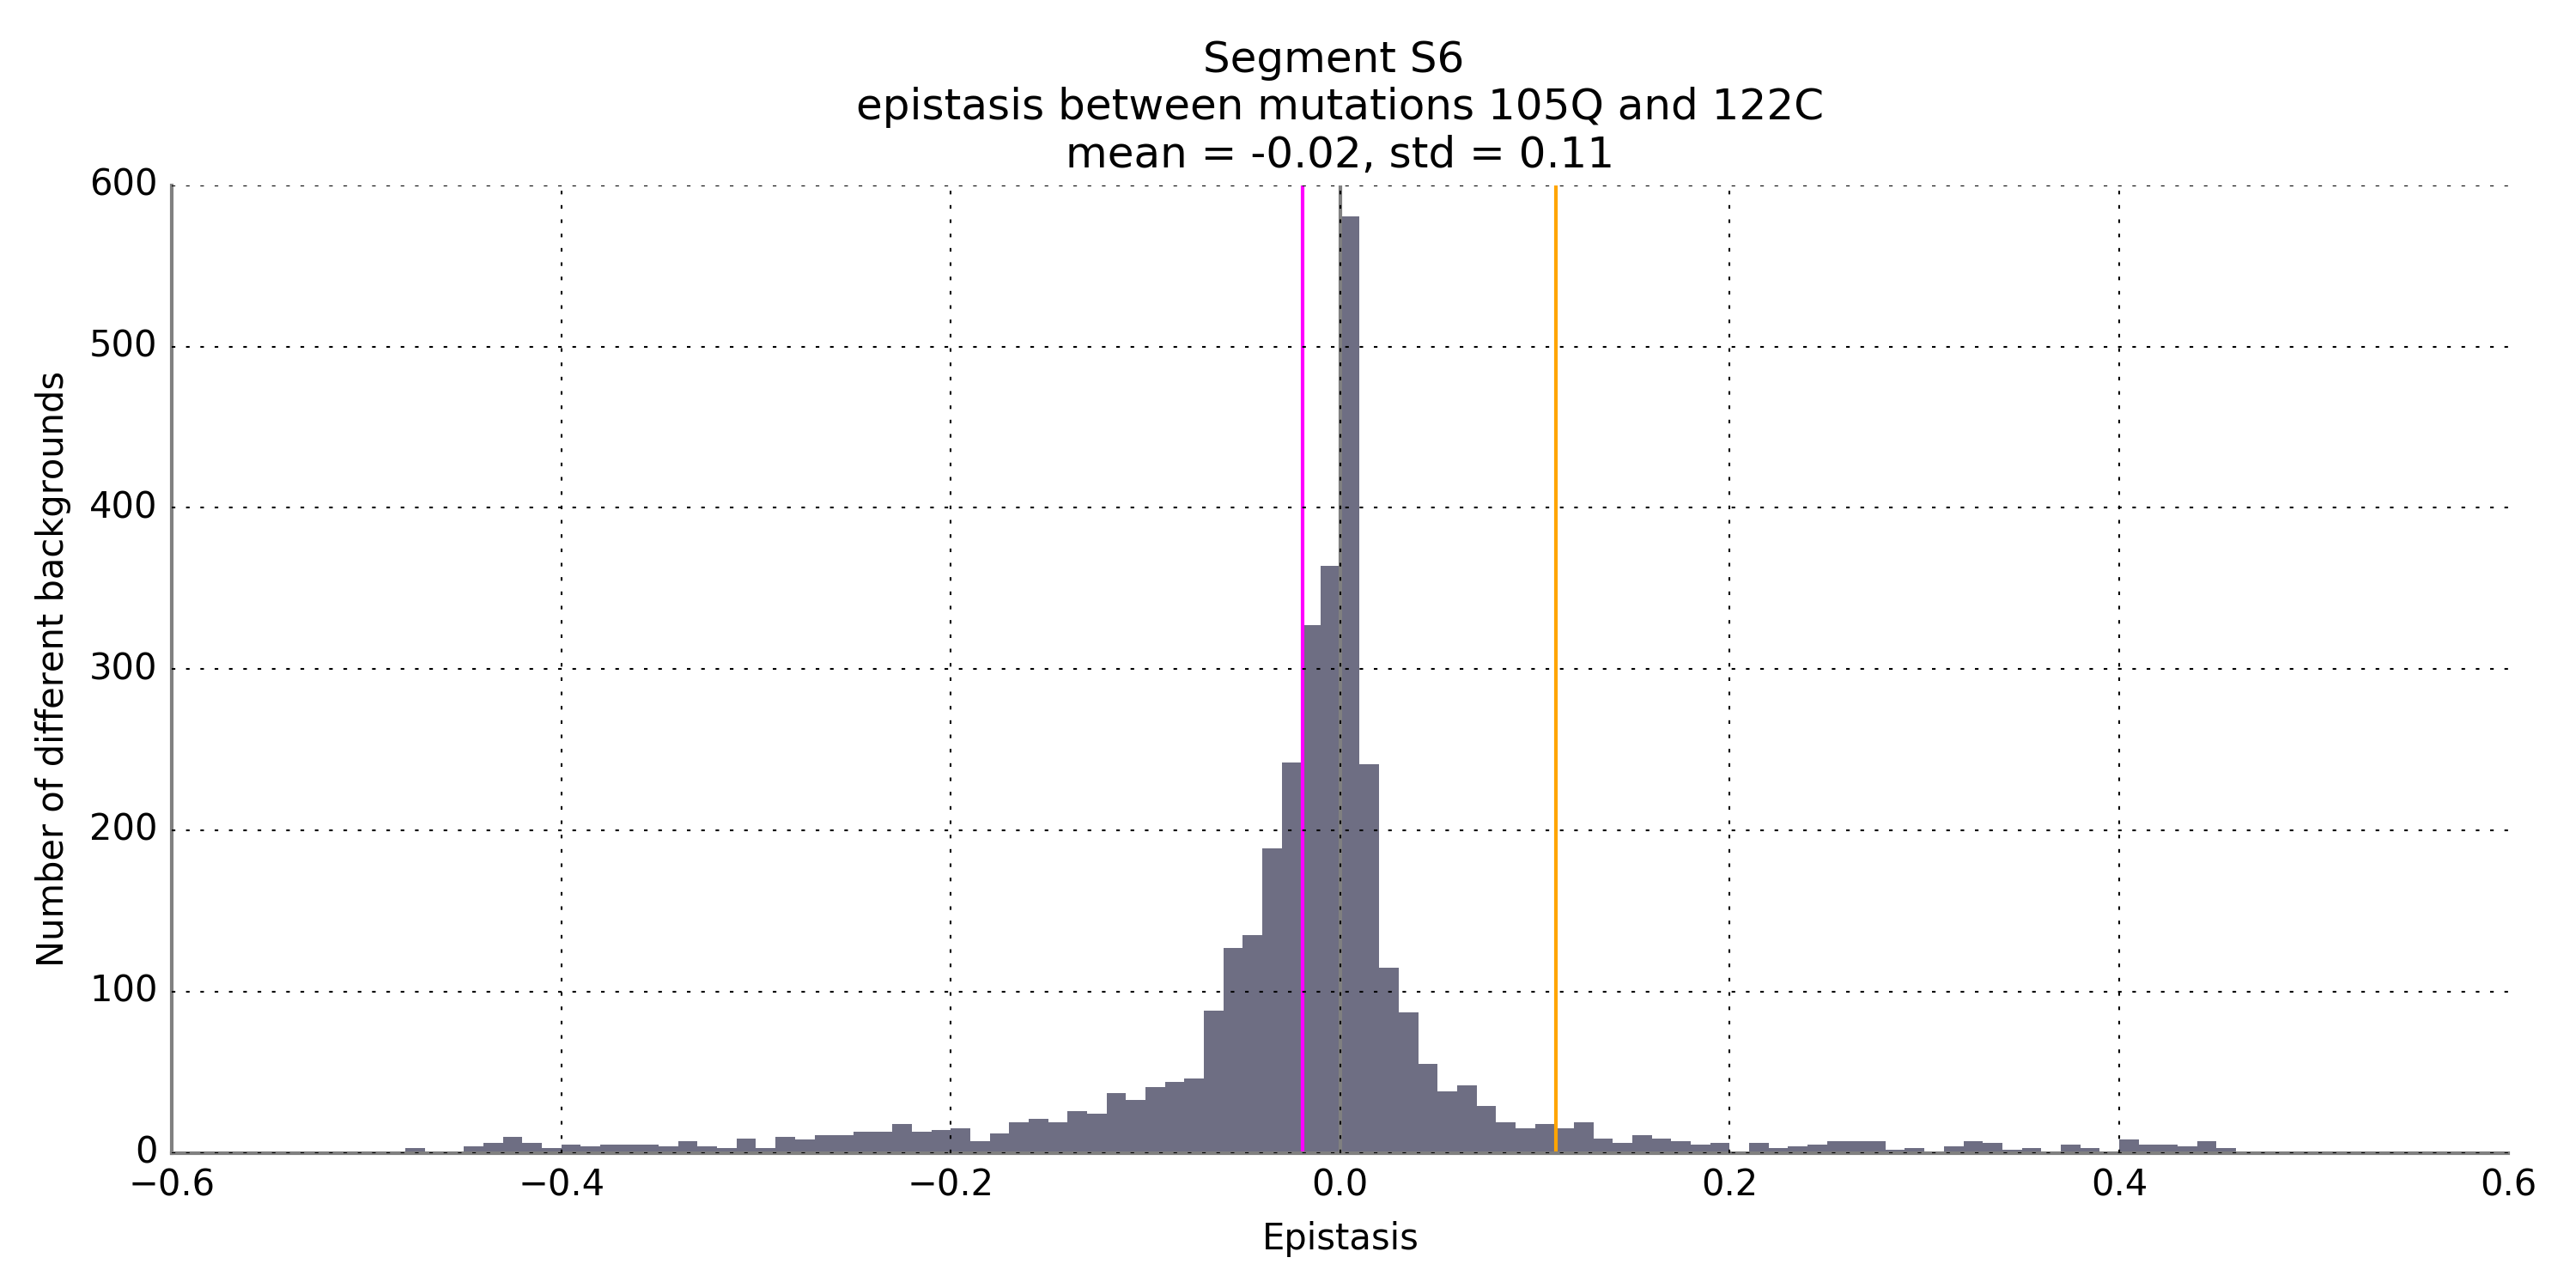 Segment S6
epistasis between mutations 105Q and 122C
mean = -0.02, std = 0.11
600
500
400
300
200
100
0
Number of different backgrounds
−0.6 −0.4 −0.2 0.0 0.2 0.4 0.6
Epistasis